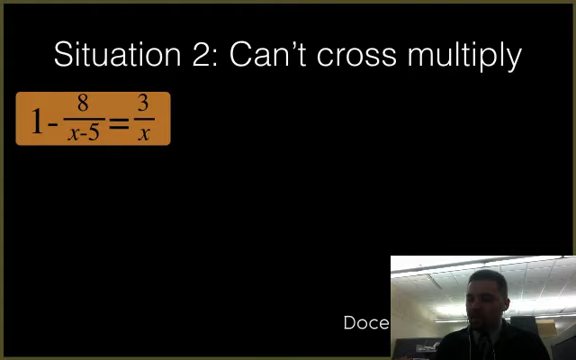 Situation 2: Can't cross multiply
1- 8/(x-5) = 3/x
Doce